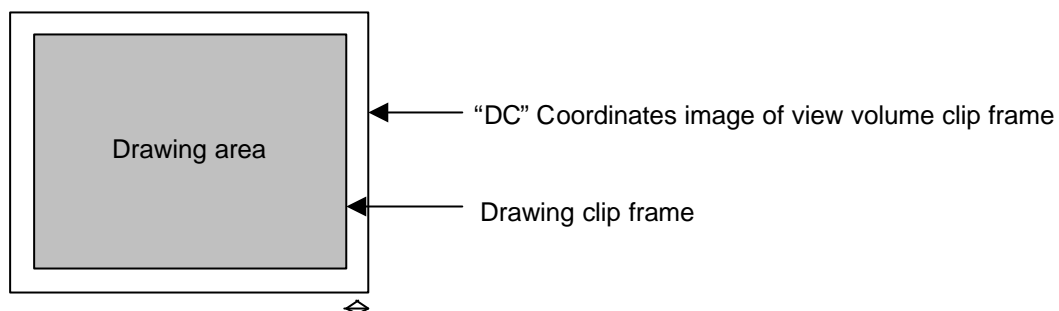 “DC” Coordinates image of view volume clip frame
Drawing area
Drawing clip frame